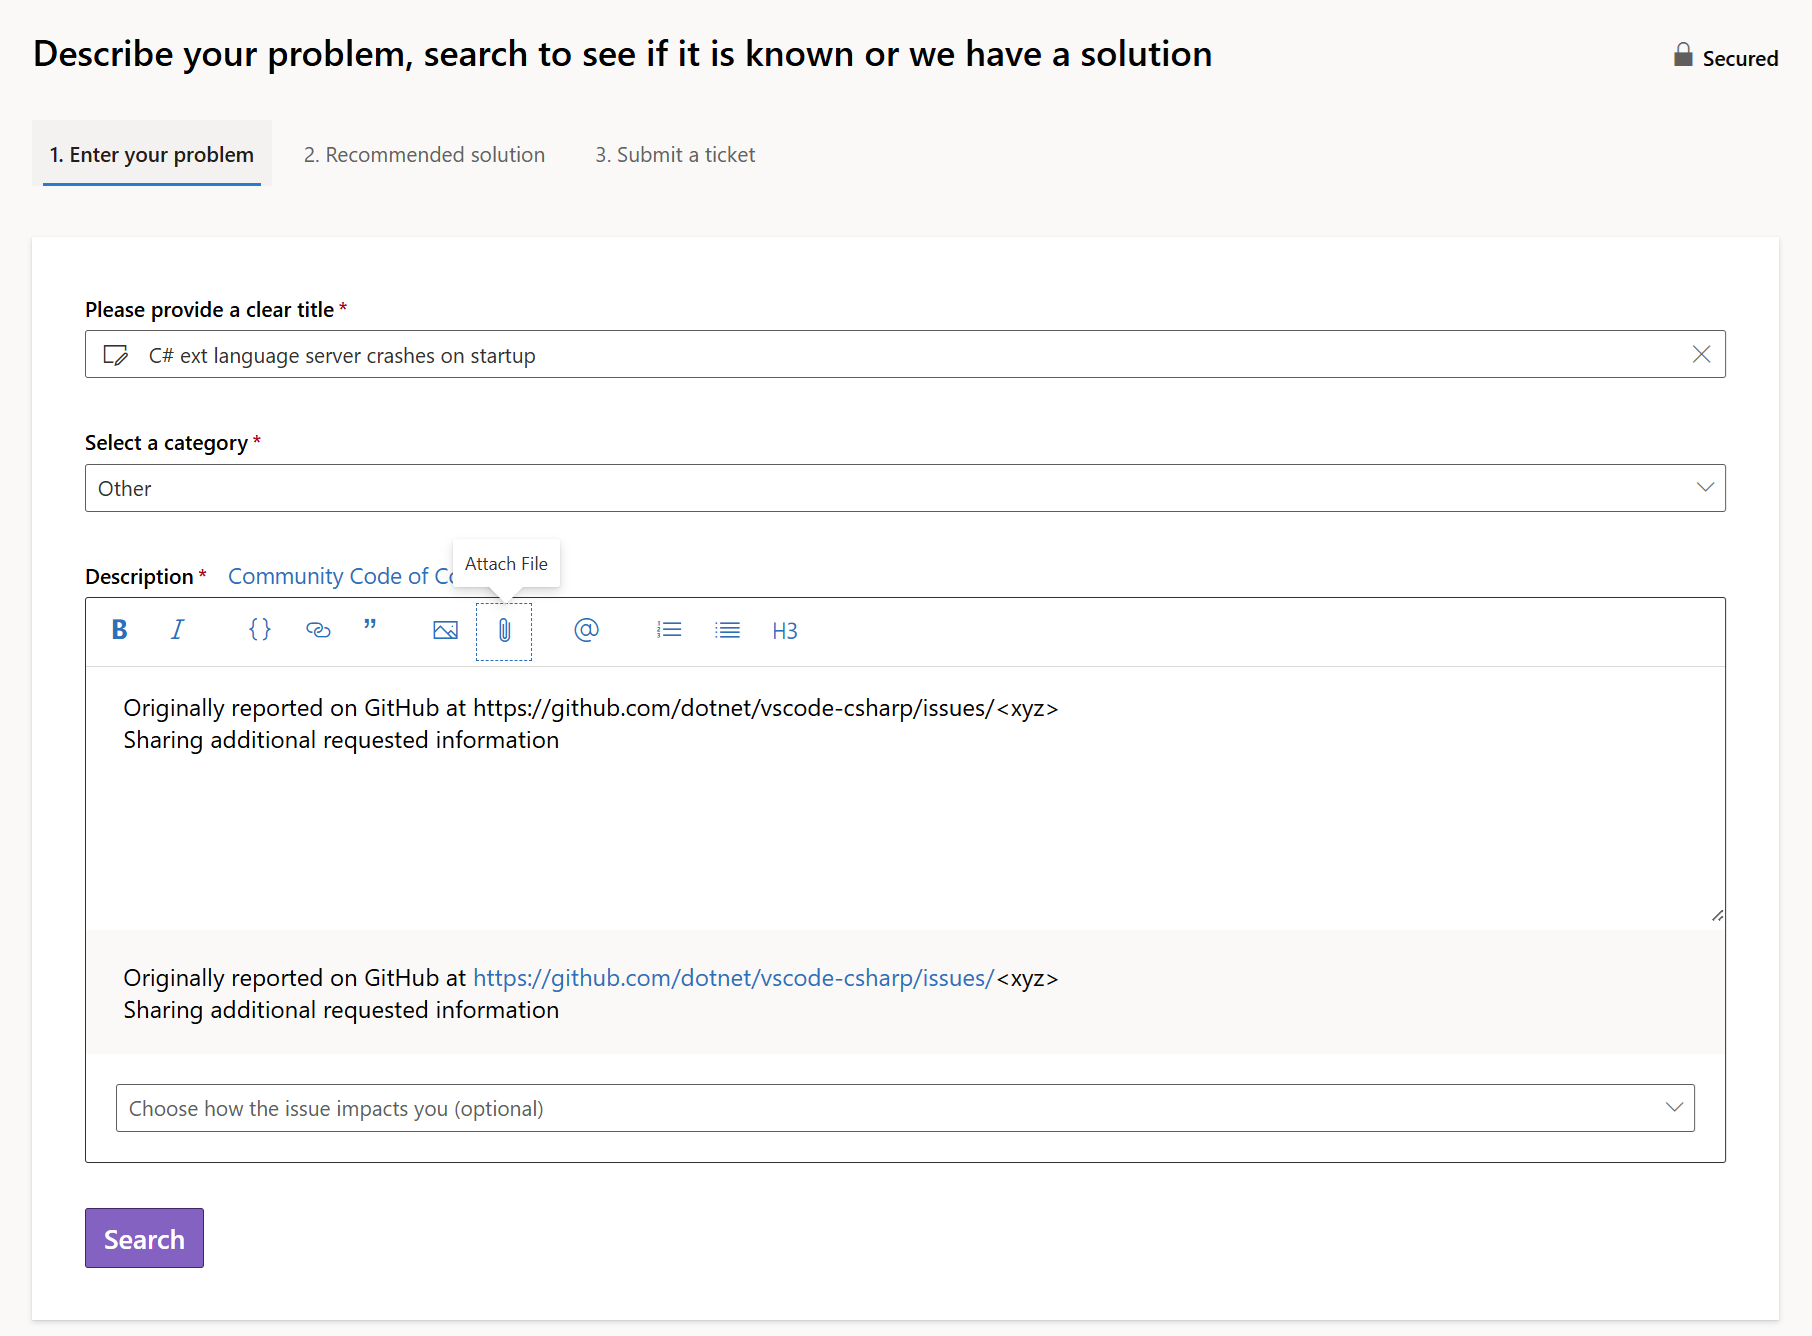 Describe your problem, search to see if it is known or we have a solution
Secured
1. Enter your problem
2. Recommended solution
3. Submit a ticket
Please provide a clear title *
C# ext language server crashes on startup
Select a category *
Other
Attach File
Description * Community Code of
B I {} ” @ H3
Originally reported on GitHub at https://github.com/dotnet/vscode-csharp/issues/<xyz>
Sharing additional requested information
Originally reported on GitHub at https://github.com/dotnet/vscode-csharp/issues/<xyz>
Sharing additional requested information
Choose how the issue impacts you (optional)
Search